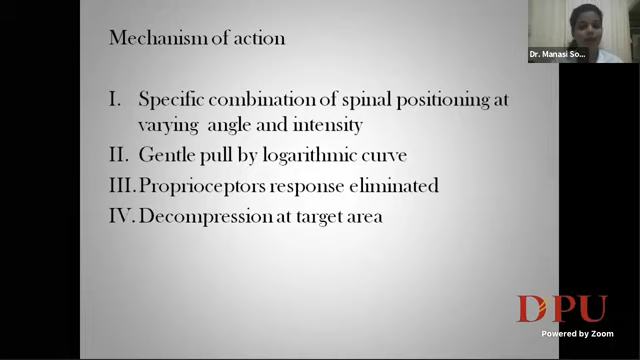 Mechanism of action
I. Specific combination of spinal positioning at
varying angle and intensity
II. Gentle pull by logarithmic curve
III. Proprioceptors response eliminated
IV. Decompression at target area
Dr. Manasi So...
DPU
Powered by Zoom